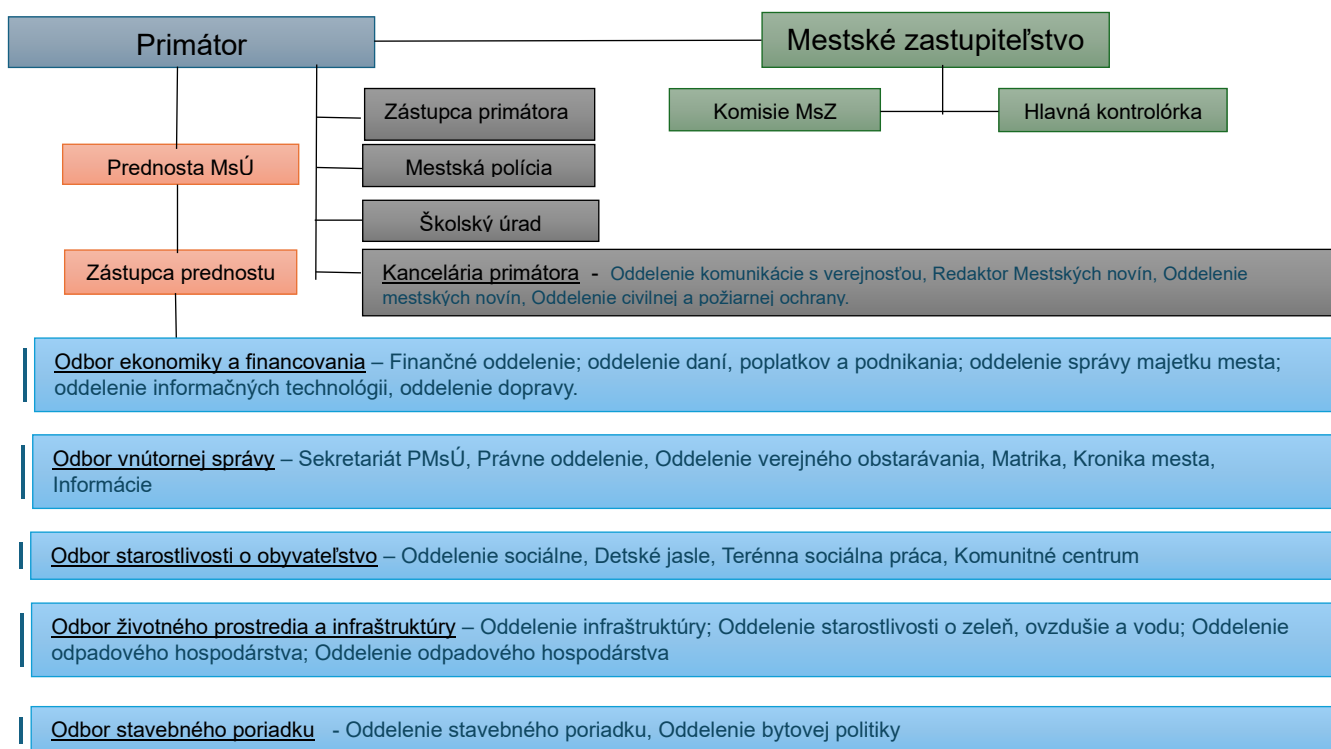 Primátor
Mestské zastupiteľstvo
Zástupca primátora
Komisie MsZ
Hlavná kontrolórka
Prednosta MsÚ
Mestská polícia
Školský úrad
Zástupca prednostu
Kancelária primátora - Oddelenie komunikácie s verejnosťou, Redaktor Mestských novín, Oddelenie
mestských novín, Oddelenie civilnej a požiarnej ochrany.
Odbor ekonomiky a financovania – Finančné oddelenie; oddelenie daní, poplatkov a podnikania; oddelenie správy majetku mesta;
oddelenie informačných technológii, oddelenie dopravy.
Odbor vnútornej správy – Sekretariát PMsÚ, Právne oddelenie, Oddelenie verejného obstarávania, Matrika, Kronika mesta,
Informácie
Odbor starostlivosti o obyvateľstvo – Oddelenie sociálne, Detské jasle, Terénna sociálna práca, Komunitné centrum
Odbor životného prostredia a infraštruktúry – Oddelenie infraštruktúry; Oddelenie starostlivosti o zeleň, ovzdušie a vodu; Oddelenie
odpadového hospodárstva; Oddelenie odpadového hospodárstva
Odbor stavebného poriadku - Oddelenie stavebného poriadku, Oddelenie bytovej politiky